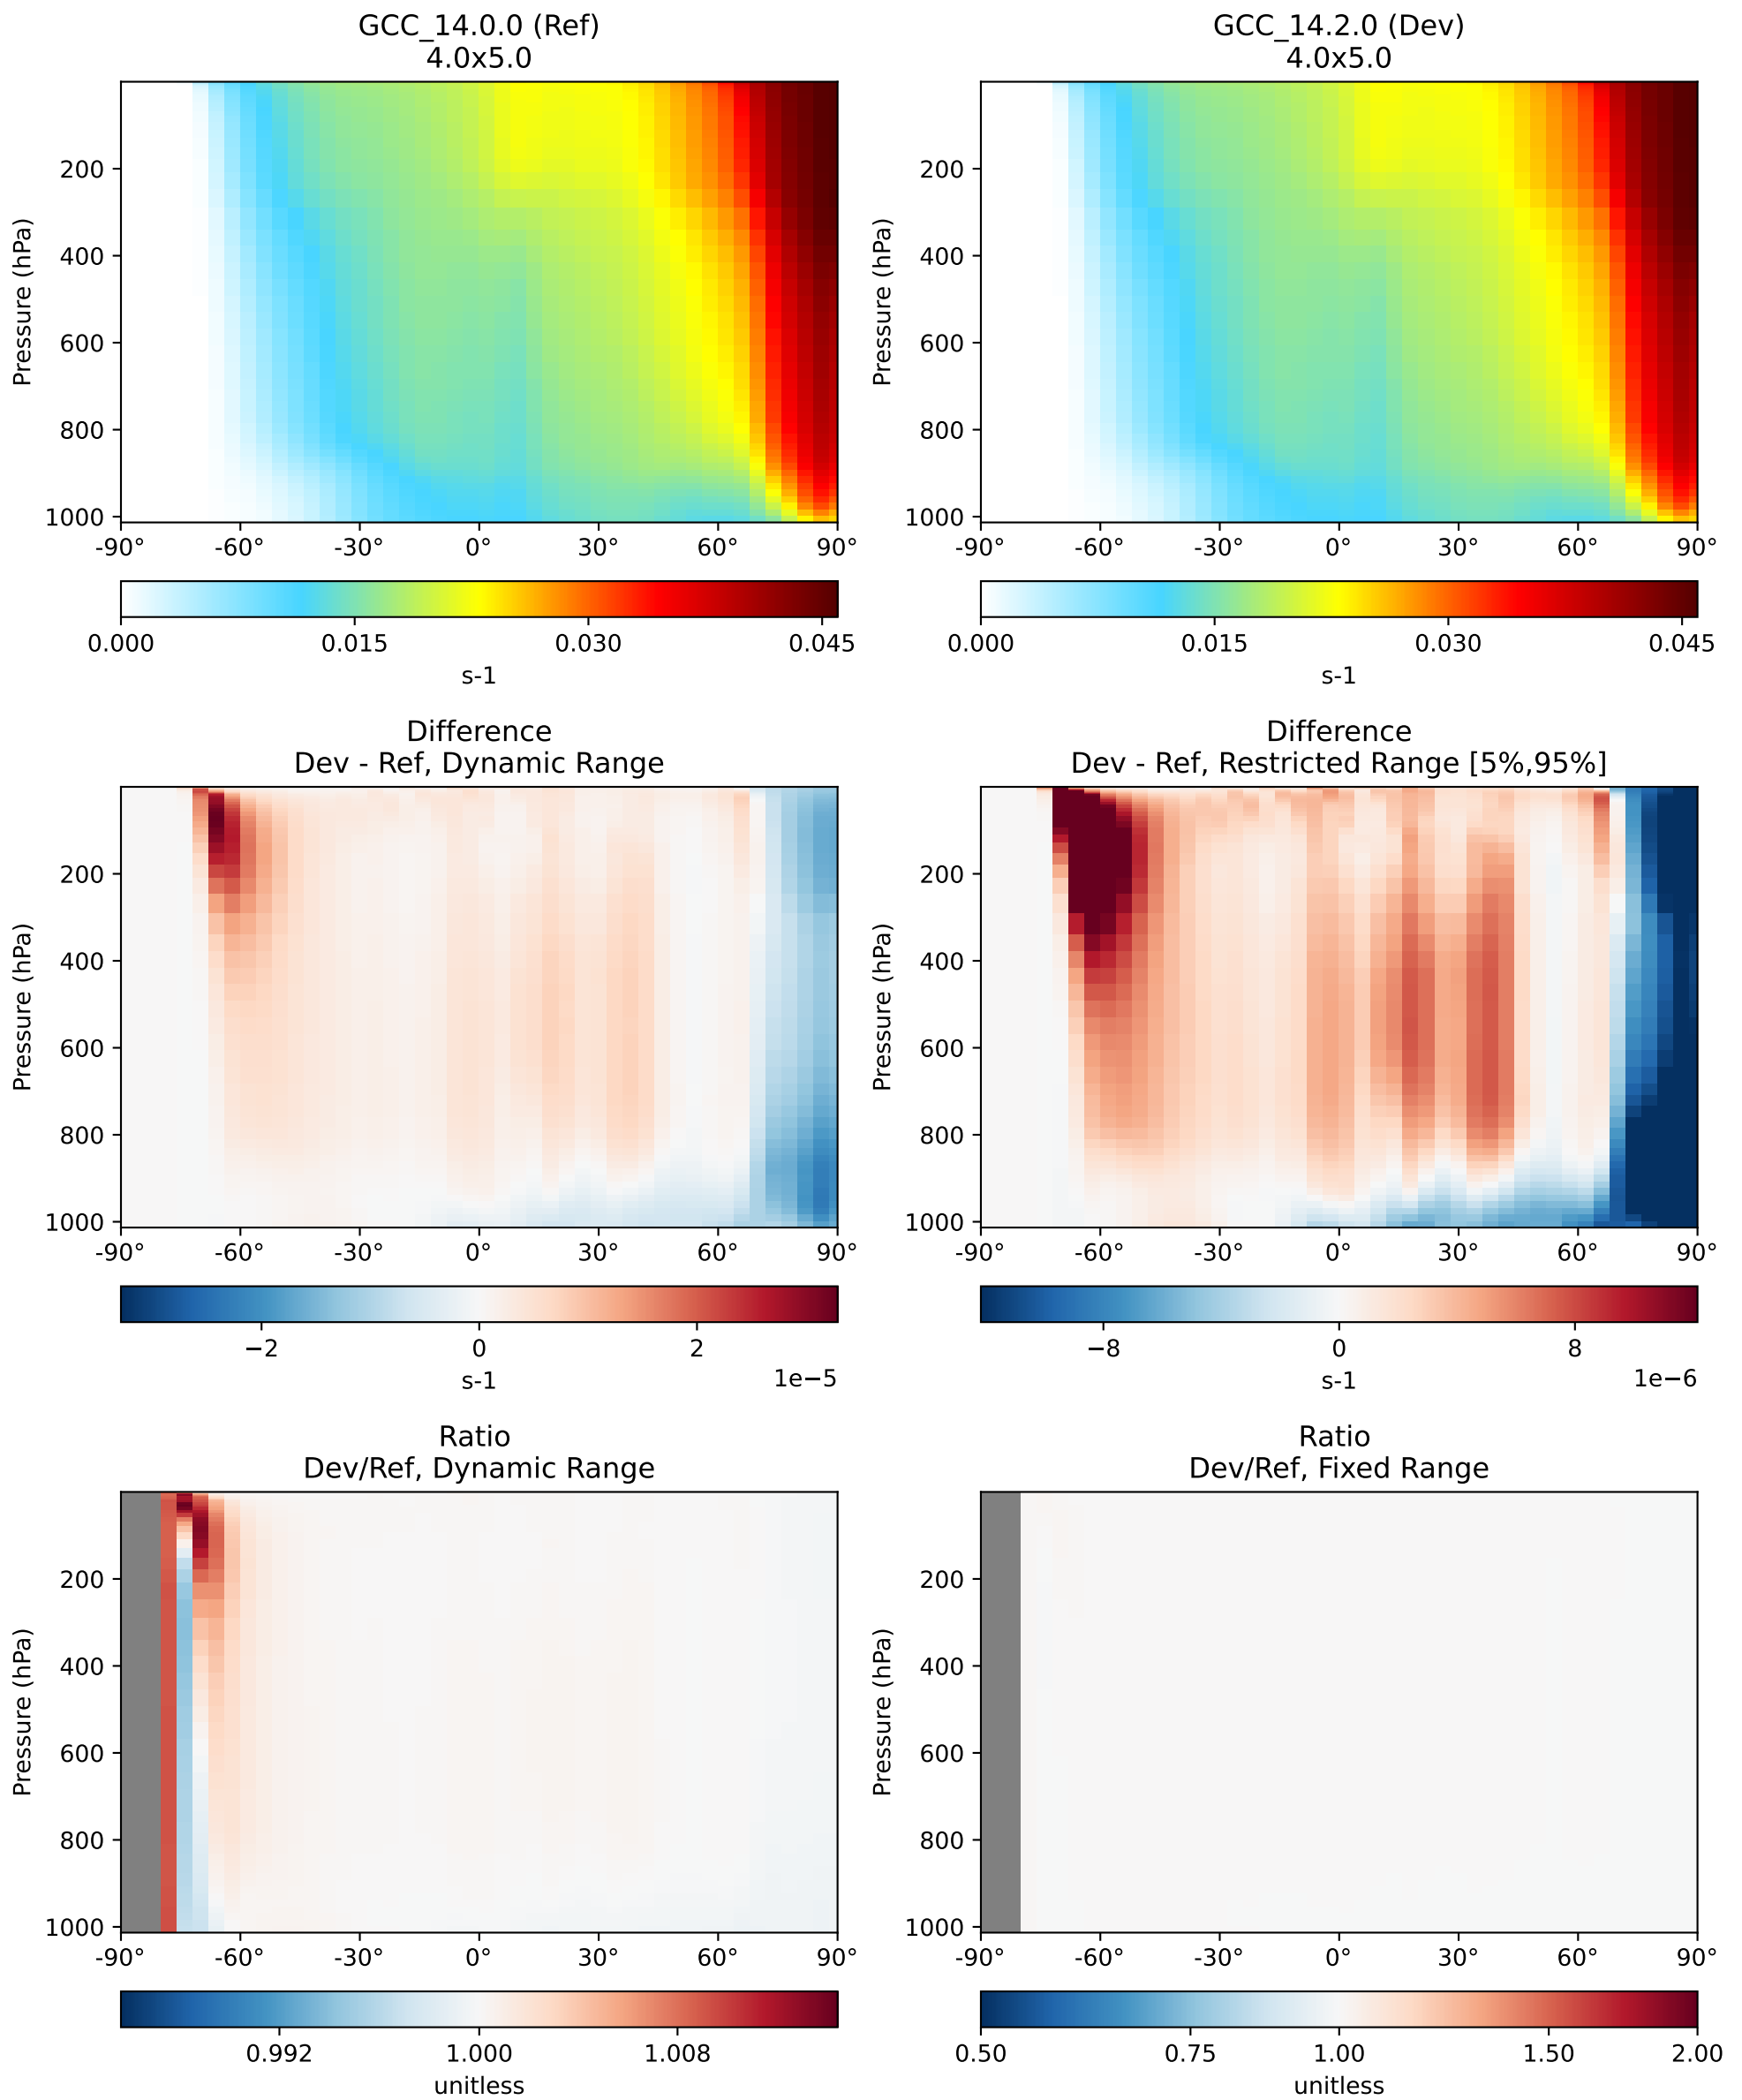 GCC_14.0.0 (Ref)
4.0x5.0
Pressure (hPa)
200
400
600
800
1000
-90° -60° -30° 0° 30° 60° 90°
0.000 0.015 0.030 0.045
s-1
GCC_14.2.0 (Dev)
4.0x5.0
Pressure (hPa)
200
400
600
800
1000
-90° -60° -30° 0° 30° 60° 90°
0.000 0.015 0.030 0.045
s-1
Difference
Dev - Ref, Dynamic Range
Pressure (hPa)
200
400
600
800
1000
-90° -60° -30° 0° 30° 60° 90°
−2 0 2
s-1 1e−5
Difference
Dev - Ref, Restricted Range [5%,95%]
Pressure (hPa)
200
400
600
800
1000
-90° -60° -30° 0° 30° 60° 90°
−8 0 8
s-1 1e−6
Ratio
Dev/Ref, Dynamic Range
Pressure (hPa)
200
400
600
800
1000
-90° -60° -30° 0° 30° 60° 90°
0.992 1.000 1.008
unitless
Ratio
Dev/Ref, Fixed Range
Pressure (hPa)
200
400
600
800
1000
-90° -60° -30° 0° 30° 60° 90°
0.50 0.75 1.00 1.50 2.00
unitless